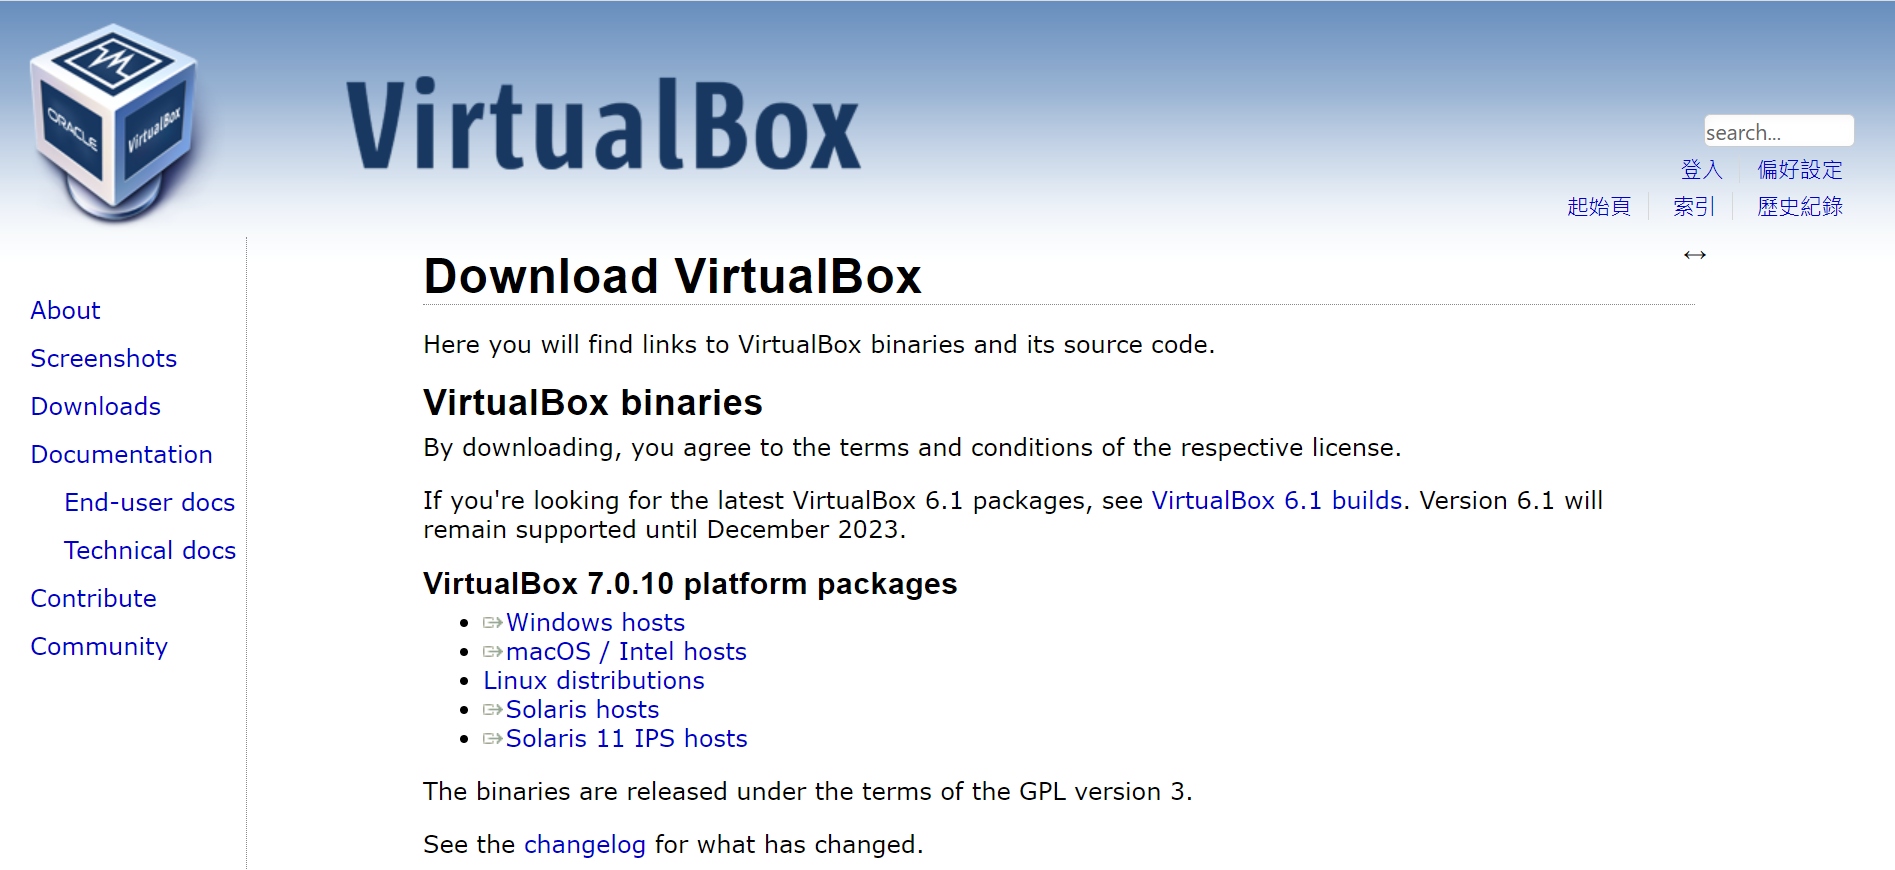 ORACLE
VirtualBox
VirtualBox
search...
登入
偏好設定
起始頁
索引
歷史紀錄
About
Screenshots
Downloads
Documentation
End-user docs
Technical docs
Contribute
Community
Download VirtualBox
Here you will find links to VirtualBox binaries and its source code.
VirtualBox binaries
By downloading, you agree to the terms and conditions of the respective license.
If you're looking for the latest VirtualBox 6.1 packages, see VirtualBox 6.1 builds. Version 6.1 will
remain supported until December 2023.
VirtualBox 7.0.10 platform packages
Windows hosts
macOS / Intel hosts
Linux distributions
Solaris hosts
Solaris 11 IPS hosts
The binaries are released under the terms of the GPL version 3.
See the changelog for what has changed.